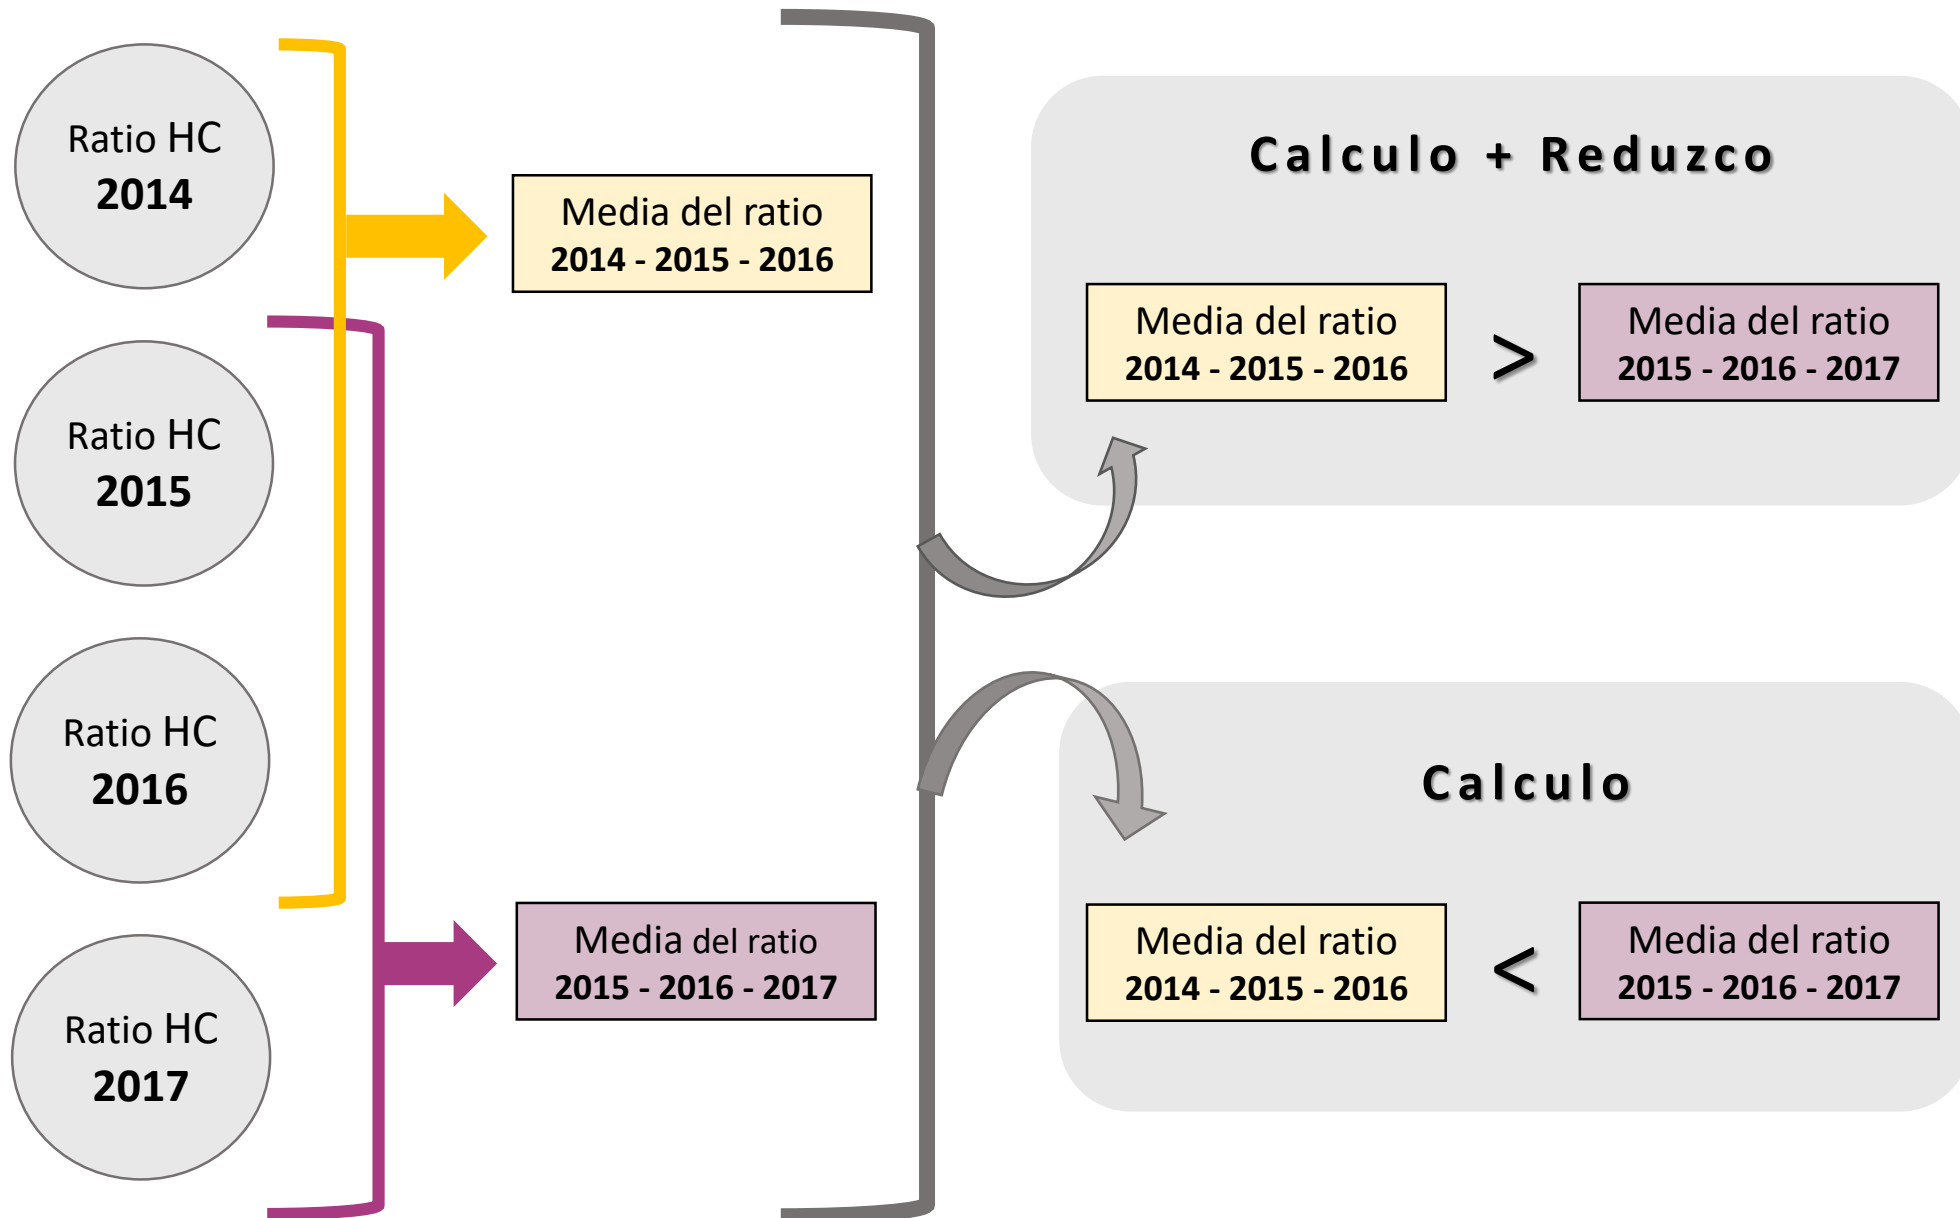 Ratio HC
2014
Ratio HC
2015
Ratio HC
2016
Ratio HC
2017
Media del ratio
2014 - 2015 - 2016
Media del ratio
2015 - 2016 - 2017
Calculo + Reduzco
Media del ratio
2014 - 2015 - 2016
>
Media del ratio
2015 - 2016 - 2017
Calculo
Media del ratio
2014 - 2015 - 2016
<
Media del ratio
2015 - 2016 - 2017